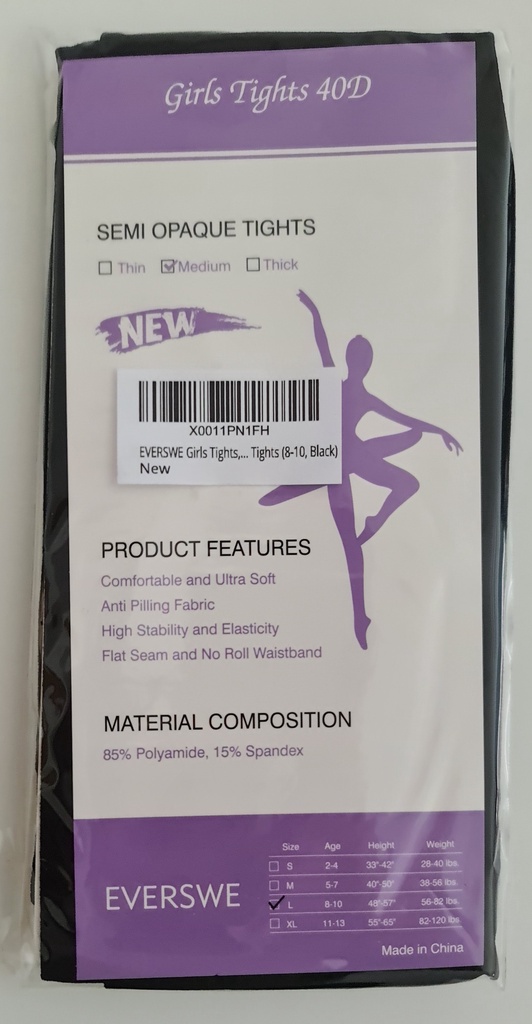 Girls Tights 40D
SEMI OPAQUE TIGHTS
Thin Medium Thick
NEW
X0011PN1FH
EVERSWE Girls Tights,... Tights (8-10, Black)
New
PRODUCT FEATURES
Comfortable and Ultra Soft
Anti Pilling Fabric
High Stability and Elasticity
Flat Seam and No Roll Waistband
MATERIAL COMPOSITION
85% Polyamide, 15% Spandex
EVERSWE
Size Age Height Weight
S 2-4 33"-42" 28-40 lbs.
M 5-7 40"-50" 38-56 lbs.
L 8-10 48"-57" 56-82 lbs.
XL 11-13 55"-65" 82-120 lbs.
Made in China